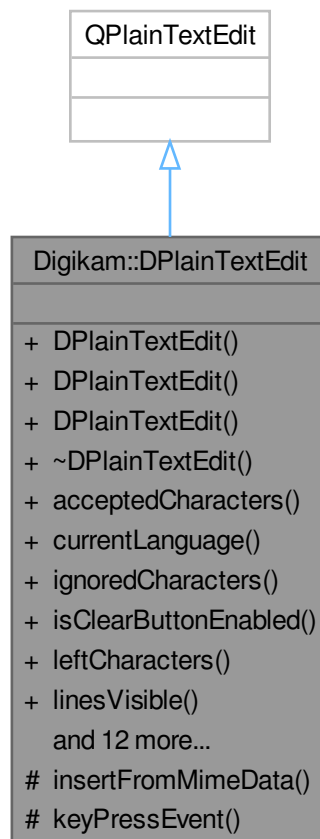 QPlainTextEdit
Digikam::DPlainTextEdit
+ DPlainTextEdit()
+ DPlainTextEdit()
+ DPlainTextEdit()
+ ~DPlainTextEdit()
+ acceptedCharacters()
+ currentLanguage()
+ ignoredCharacters()
+ isClearButtonEnabled()
+ leftCharacters()
+ linesVisible()
and 12 more...
# insertFromMimeData()
# keyPressEvent()